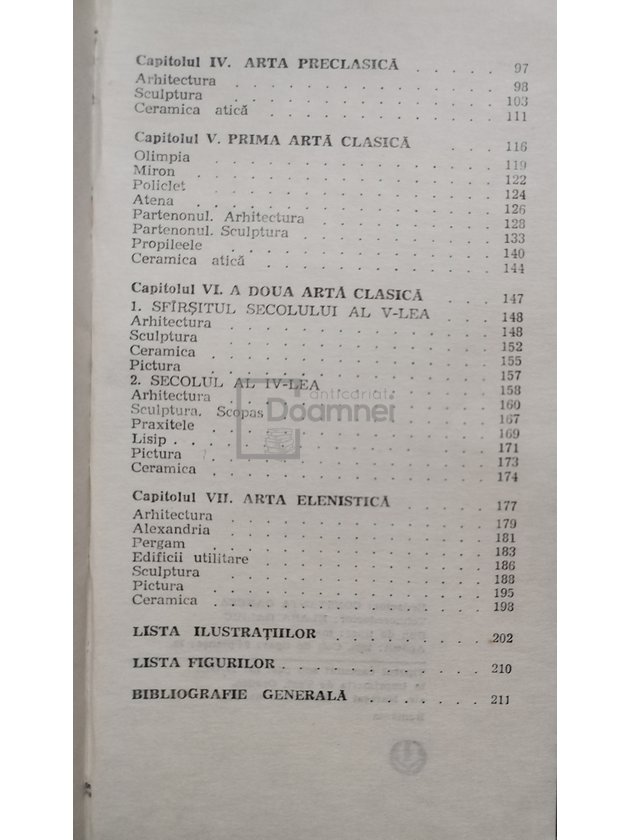 Capitolul IV. ARTA PRECLASICĂ . . . . . 97
Arhitectura . . . . . . . . . . . 98
Sculptura . . . . . . . . . . . 103
Ceramica atică . . . . . . . . . . 111
Capitolul V. PRIMA ARTĂ CLASICĂ . . . 116
Olimpia . . . . . . . . . . . . 119
Miron . . . . . . . . . . . . . 122
Policlet . . . . . . . . . . . . 124
Atena . . . . . . . . . . . . . 126
Partenonul. Arhitectura . . . . . . . 128
Partenonul. Sculptura . . . . . . . . 133
Propileele . . . . . . . . . . . 140
Ceramica atică . . . . . . . . . . 144
Capitolul VI. A DOUA ARTĂ CLASICĂ . . . 147
1. SFÎRȘITUL SECOLULUI AL V-LEA . . . 148
Arhitectura . . . . . . . . . . . 148
Sculptura . . . . . . . . . . . 152
Ceramica . . . . . . . . . . . . 155
Pictura . . . . . . . . . . . . 157
2. SECOLUL AL IV-LEA . . . . . . . 158
Arhitectura . . . . . . . . . . . 160
Sculptura. Scopas . . . . . . . . . 167
Praxitele . . . . . . . . . . . . 169
Lisip . . . . . . . . . . . . . 171
Pictura . . . . . . . . . . . . 173
Ceramica . . . . . . . . . . . . 174
anticariat
Doamnei
Capitolul VII. ARTA ELENISTICĂ . . . . 177
Arhitectura . . . . . . . . . . . 179
Alexandria . . . . . . . . . . . 181
Pergam . . . . . . . . . . . . 183
Edificii utilitare . . . . . . . . . 186
Sculptura . . . . . . . . . . . 188
Pictura . . . . . . . . . . . . 195
Ceramica . . . . . . . . . . . . 198
LISTA ILUSTRAȚIILOR . . . . . . . . 202
LISTA FIGURILOR . . . . . . . . . . 210
BIBLIOGRAFIE GENERALĂ . . . . . . . 211